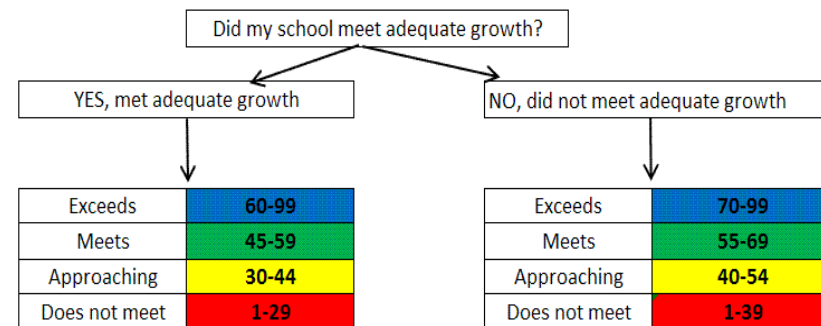 Did my school meet adequate growth?
YES, met adequate growth
NO, did not meet adequate growth
Exceeds 60-99
Meets 45-59
Approaching 30-44
Does not meet 1-29
Exceeds 70-99
Meets 55-69
Approaching 40-54
Does not meet 1-39